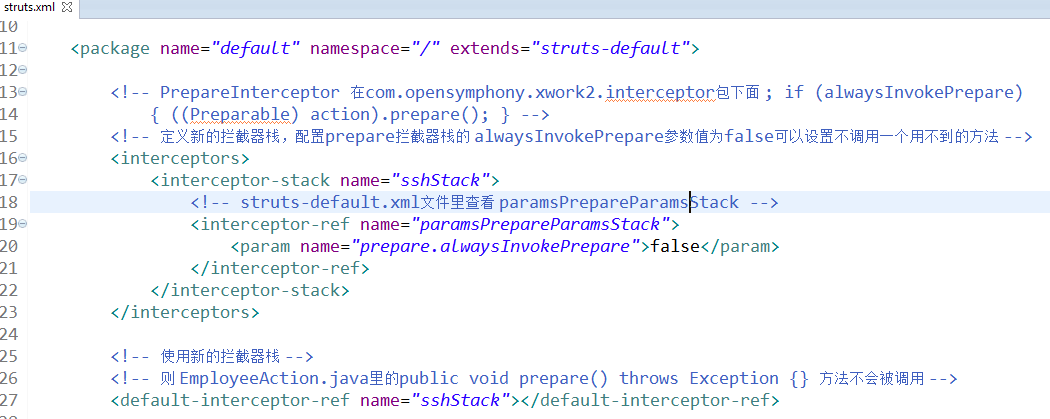 struts.xml
10
11 <package name="default" namespace="/" extends="struts-default">
12
13 <!-- PrepareInterceptor 在com.opensymphony.xwork2.interceptor包下面 ; if (alwaysInvokePrepare)
14 { ((Preparable) action).prepare(); } -->
15 <!-- 定义新的拦截器栈，配置prepare拦截器栈的 alwaysInvokePrepare参数值为false可以设置不调用一个用不到的方法 -->
16 <interceptors>
17 <interceptor-stack name="sshStack">
18 <!-- struts-default.xml文件里查看 paramsPrepareParamsStack -->
19 <interceptor-ref name="paramsPrepareParamsStack">
20 <param name="prepare.alwaysInvokePrepare">false</param>
21 </interceptor-ref>
22 </interceptor-stack>
23 </interceptors>
24
25 <!-- 使用新的拦截器栈 -->
26 <!-- 则 EmployeeAction.java里的public void prepare() throws Exception {} 方法不会被调用 -->
27 <default-interceptor-ref name="sshStack"></default-interceptor-ref>